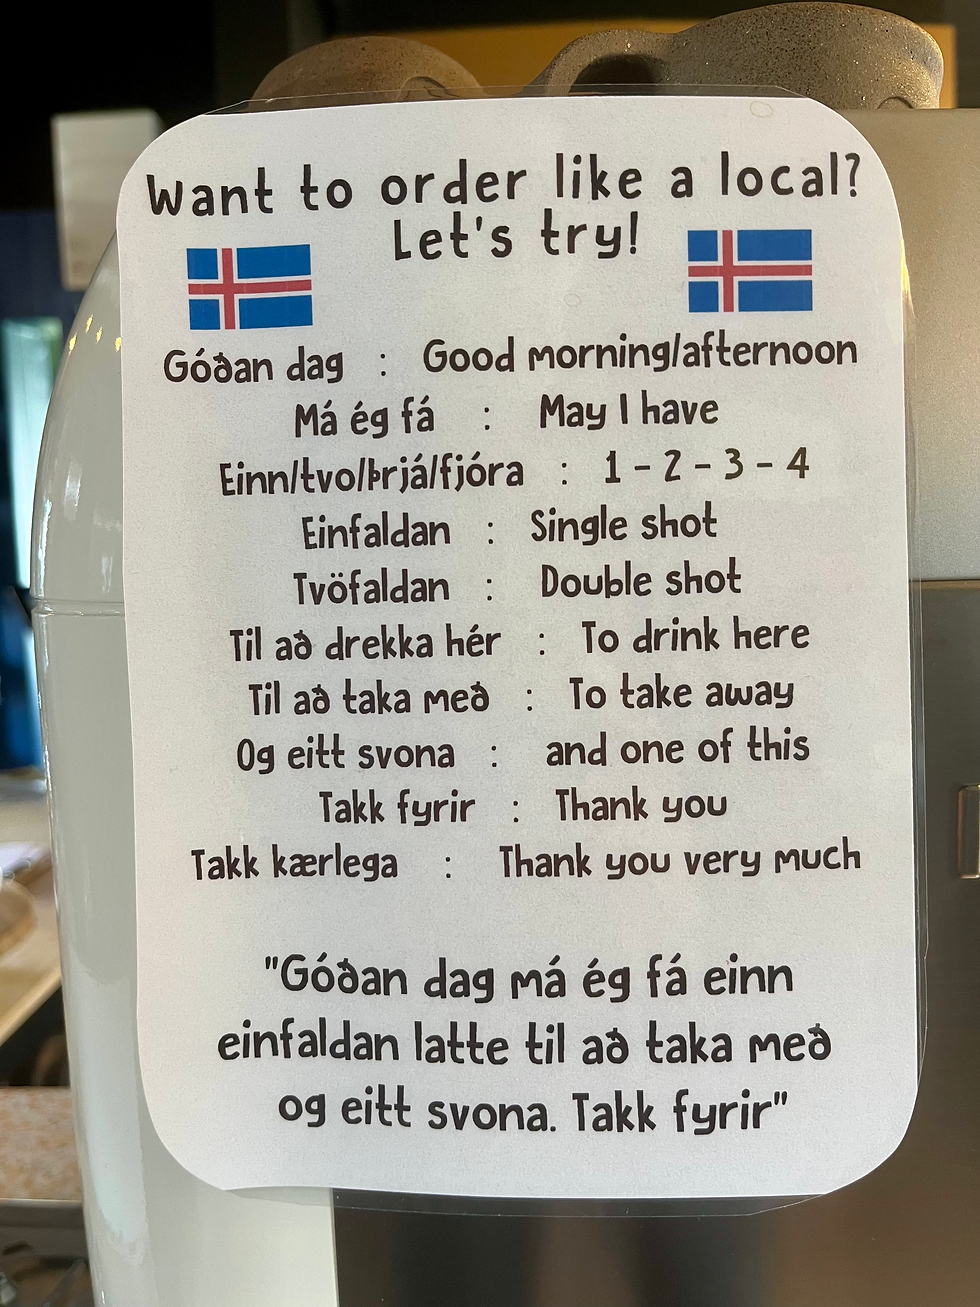 Want to order like a local?
Let's try!
Góðan dag : Good morning/afternoon
Má ég fá : May I have
Einn/tvo/Þrjá/fjóra : 1 - 2 - 3 - 4
Einfaldan : Single shot
Tvöfaldan : Double shot
Til að drekka hér : To drink here
Til að taka með : To take away
Og eitt svona : and one of this
Takk fyrir : Thank you
Takk kærlega : Thank you very much
"Góðan dag má ég fá einn
einfaldan latte til að taka með
og eitt svona. Takk fyrir"